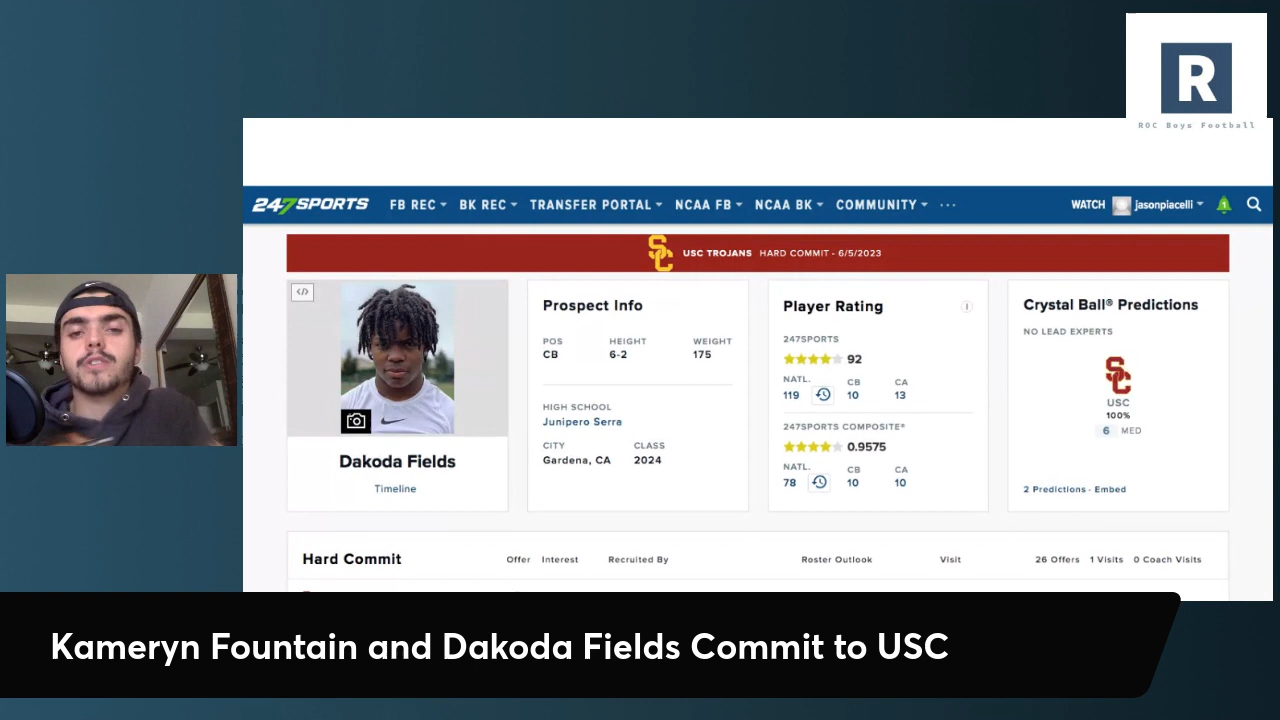 R
ROC Boys Football
247SPORTS FB REC BK REC TRANSFER PORTAL NCAA FB NCAA BK COMMUNITY ... WATCH jasonpiacelli 1
SC USC TROJANS HARD COMMIT - 6/5/2023
</>
Dakoda Fields
Timeline
Prospect Info
POS HEIGHT WEIGHT
CB 6-2 175
HIGH SCHOOL
Junipero Serra
CITY CLASS
Gardena, CA 2024
Player Rating i
247SPORTS
92
NATL. CB CA
119 10 13
247SPORTS COMPOSITE®
0.9575
NATL. CB CA
78 10 10
Crystal Ball® Predictions
NO LEAD EXPERTS
SC
USC
100%
6 MED
2 Predictions · Embed
Hard Commit Offer Interest Recruited By Roster Outlook Visit 26 Offers 1 Visits 0 Coach Visits
Kameryn Fountain and Dakoda Fields Commit to USC